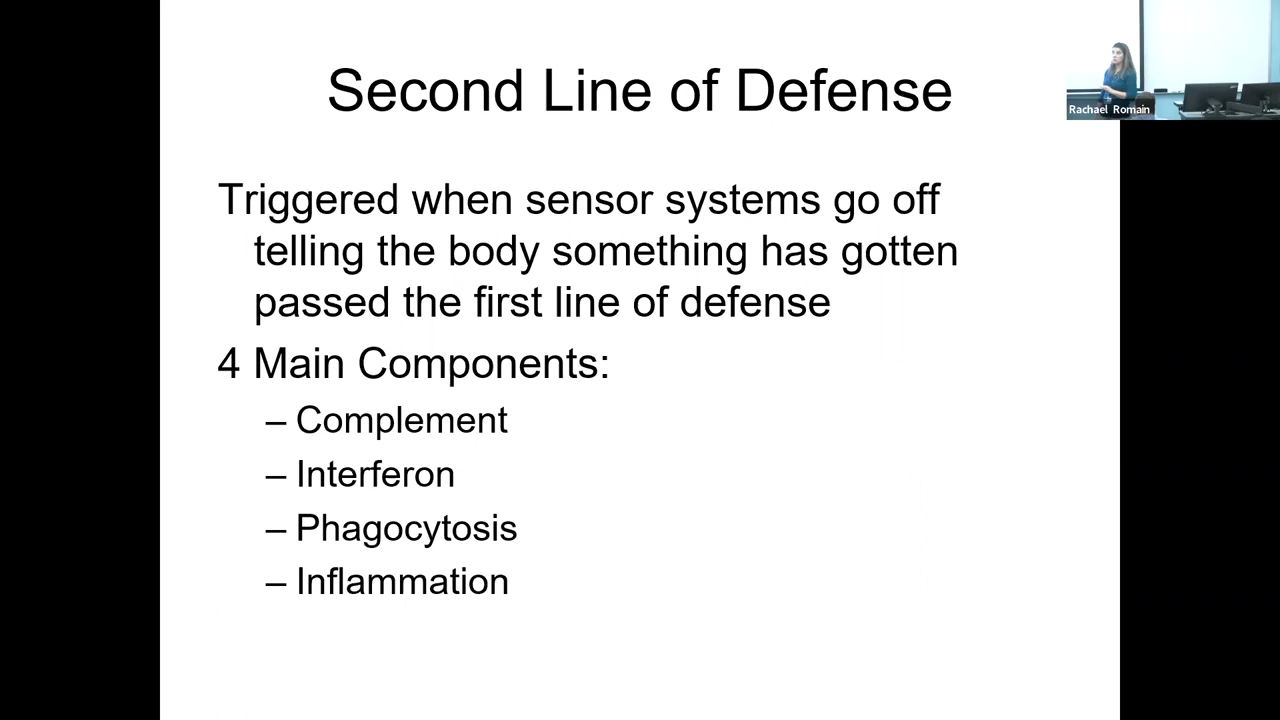 Second Line of Defense
Rachael Romain
Triggered when sensor systems go off
telling the body something has gotten
passed the first line of defense
4 Main Components:
– Complement
– Interferon
– Phagocytosis
– Inflammation